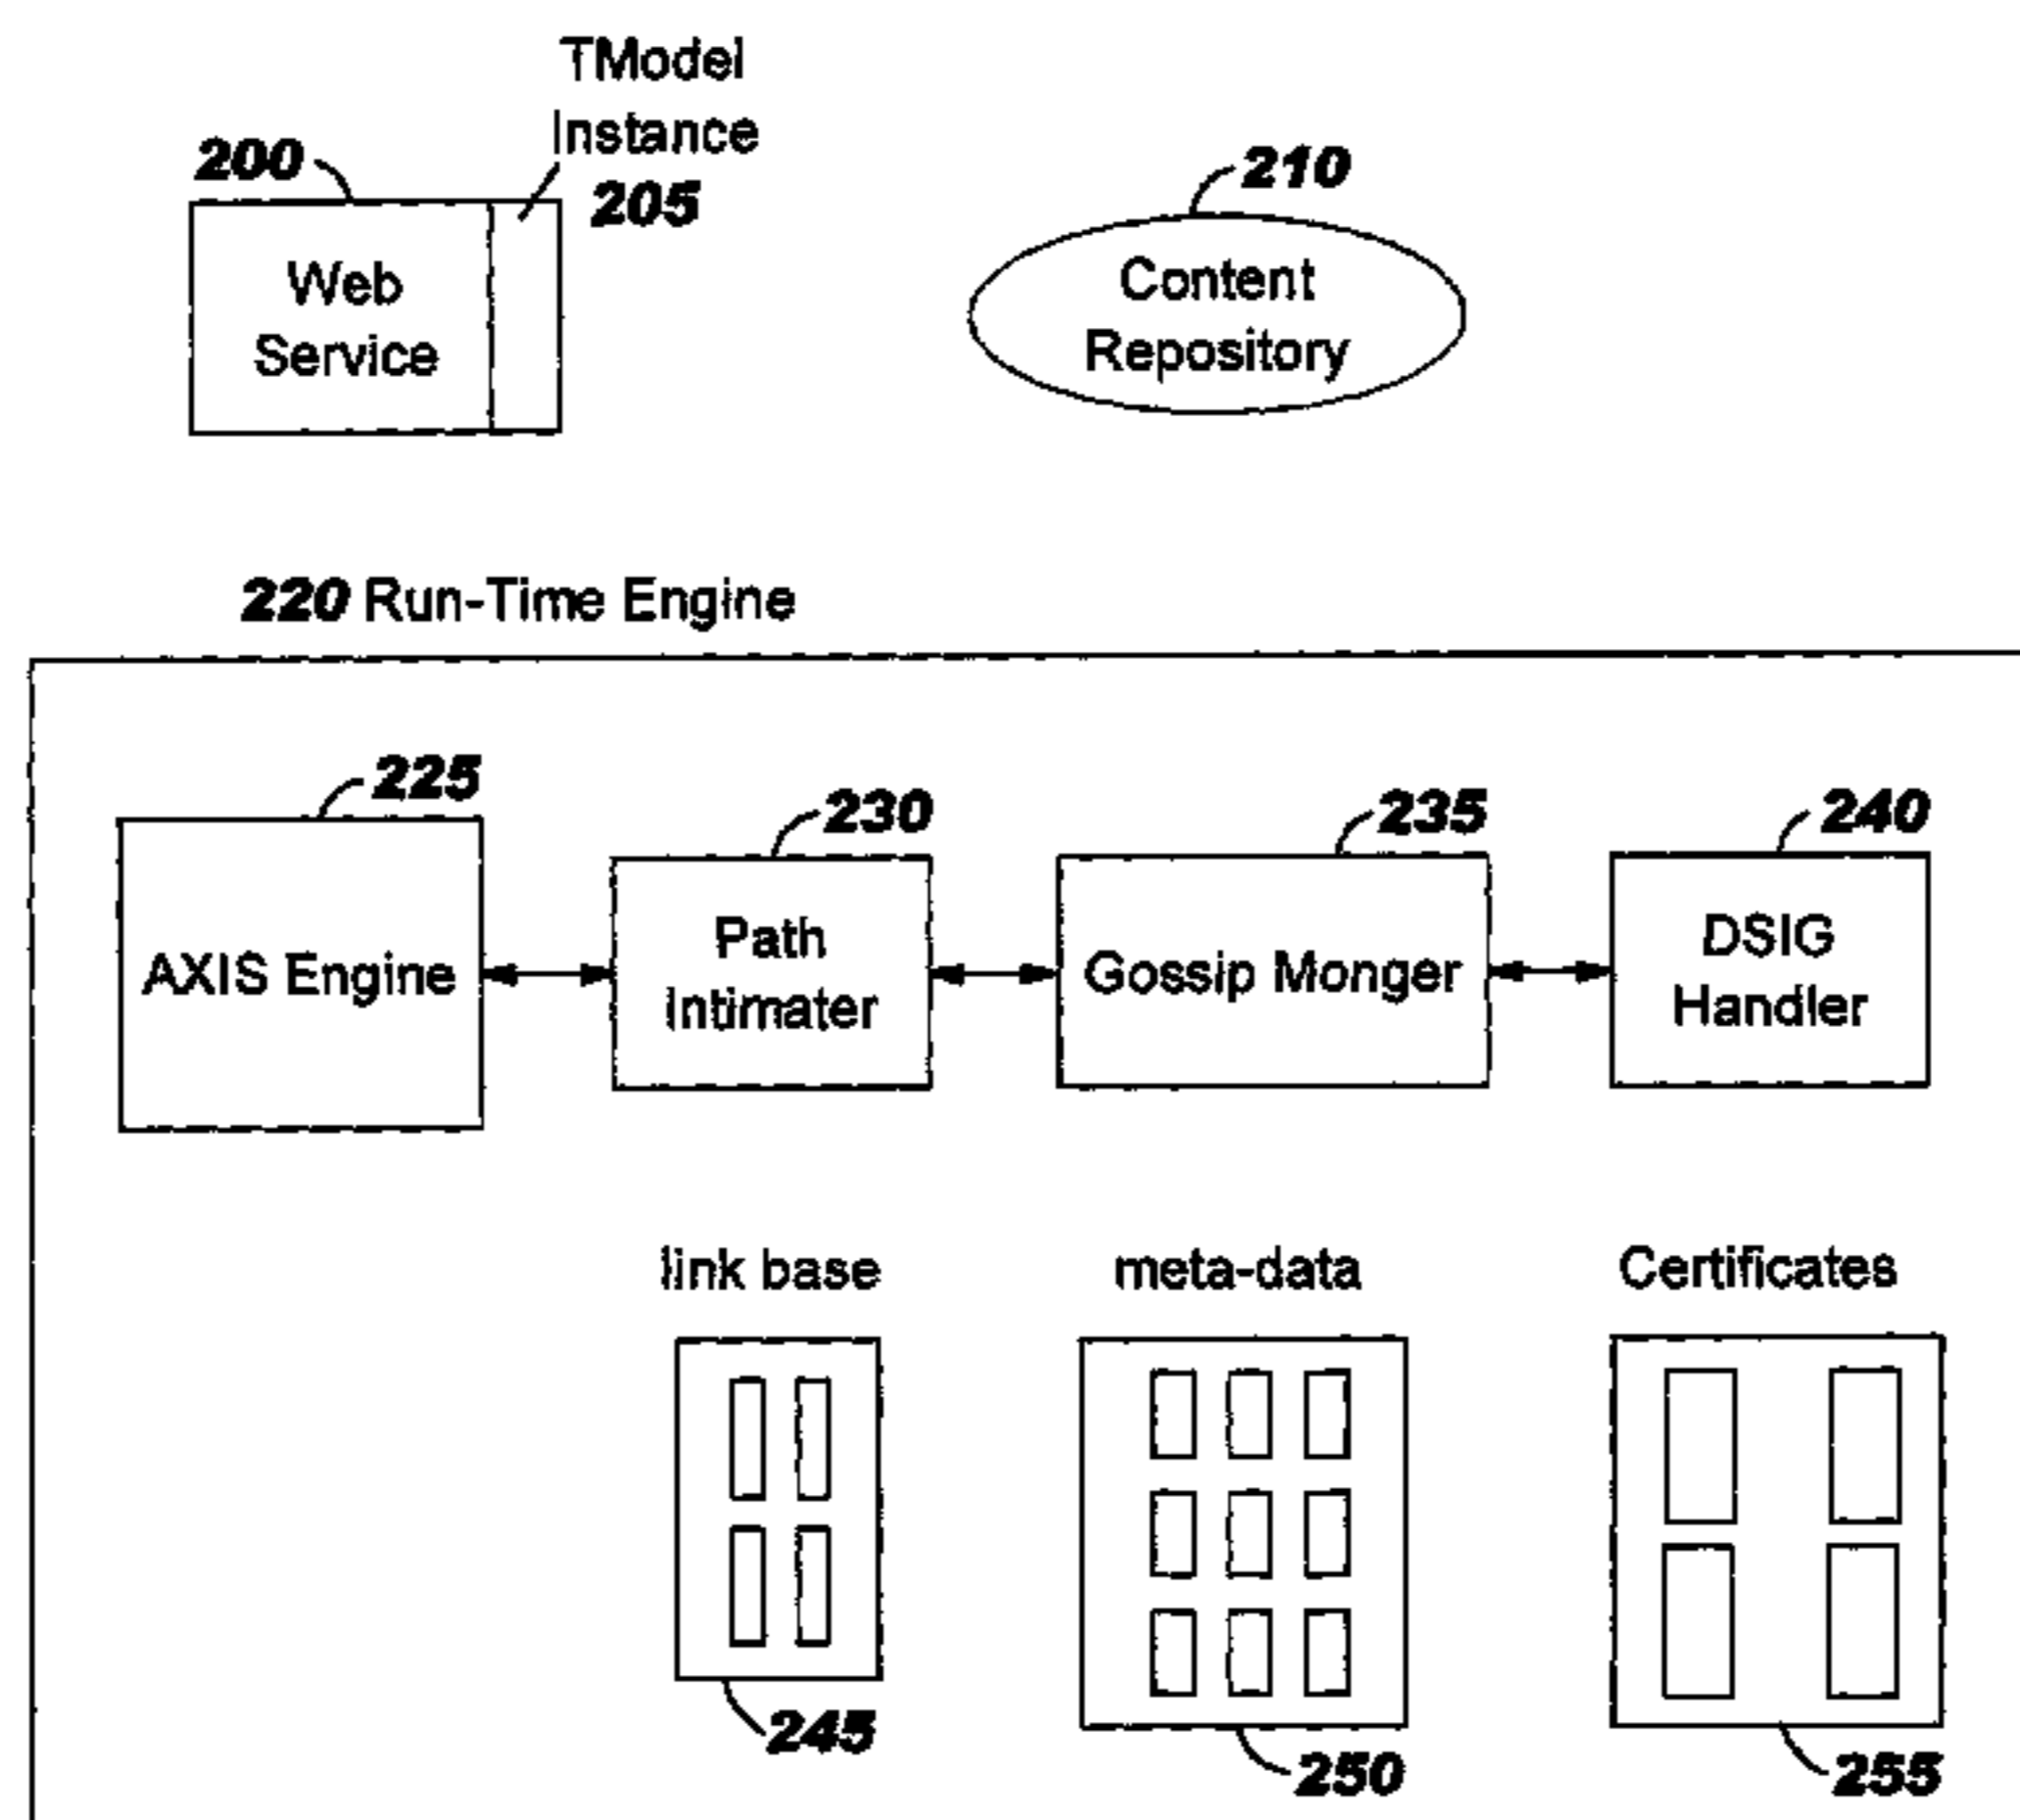 TModel
Instance
200
205
210
Web
Service
Content
Repository
220 Run-Time Engine
225
230
235
240
AXIS Engine
Path
Intimater
Gossip Monger
DSIG
Handler
link base
meta-data
Certificates
245
250
255